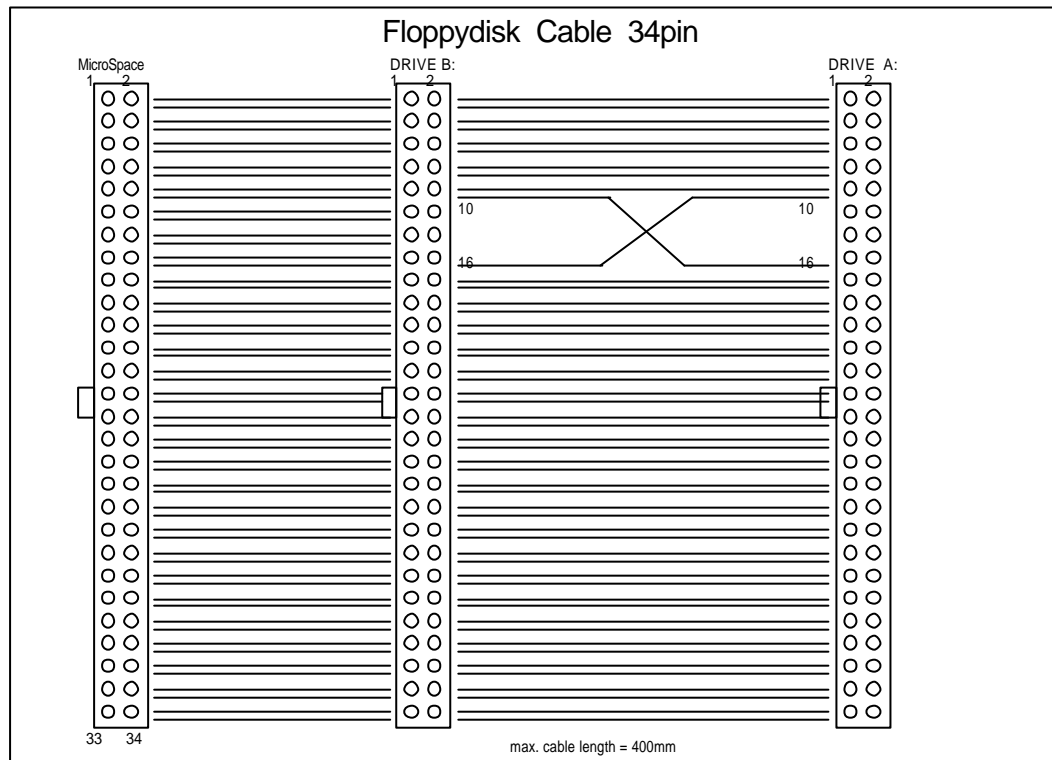 Floppydisk Cable 34pin
MicroSpace DRIVE B: DRIVE A:
1 2 1 2 1 2
10 10
16 16
33 34
max. cable length = 400mm